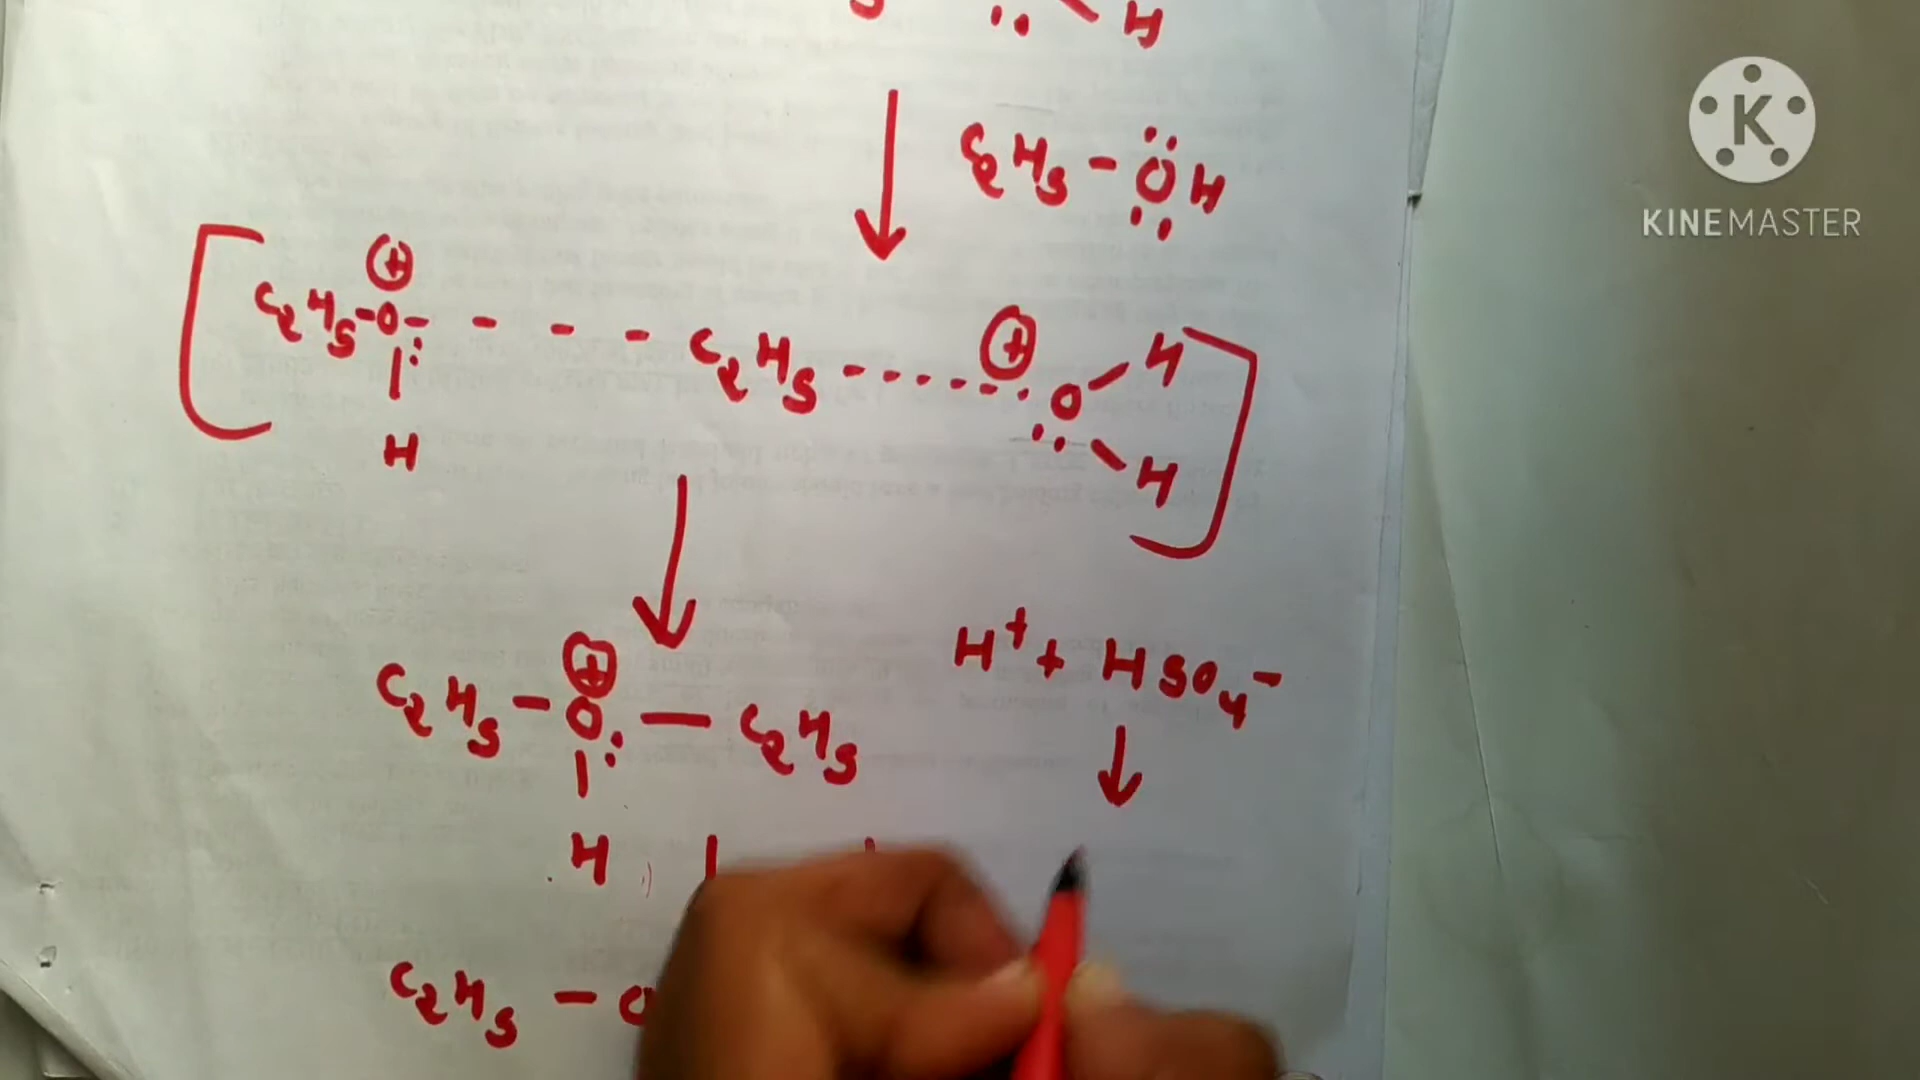 H
C₂H₅ - ÖH
K
KINEMASTER
⊕
C₂H₅ - O - - - - C₂H₅ ........ O
⊕
H
H
H
H⁺ + HSO₄⁻
⊕
C₂H₅ - O: — C₂H₅
H
C₂H₅ - O